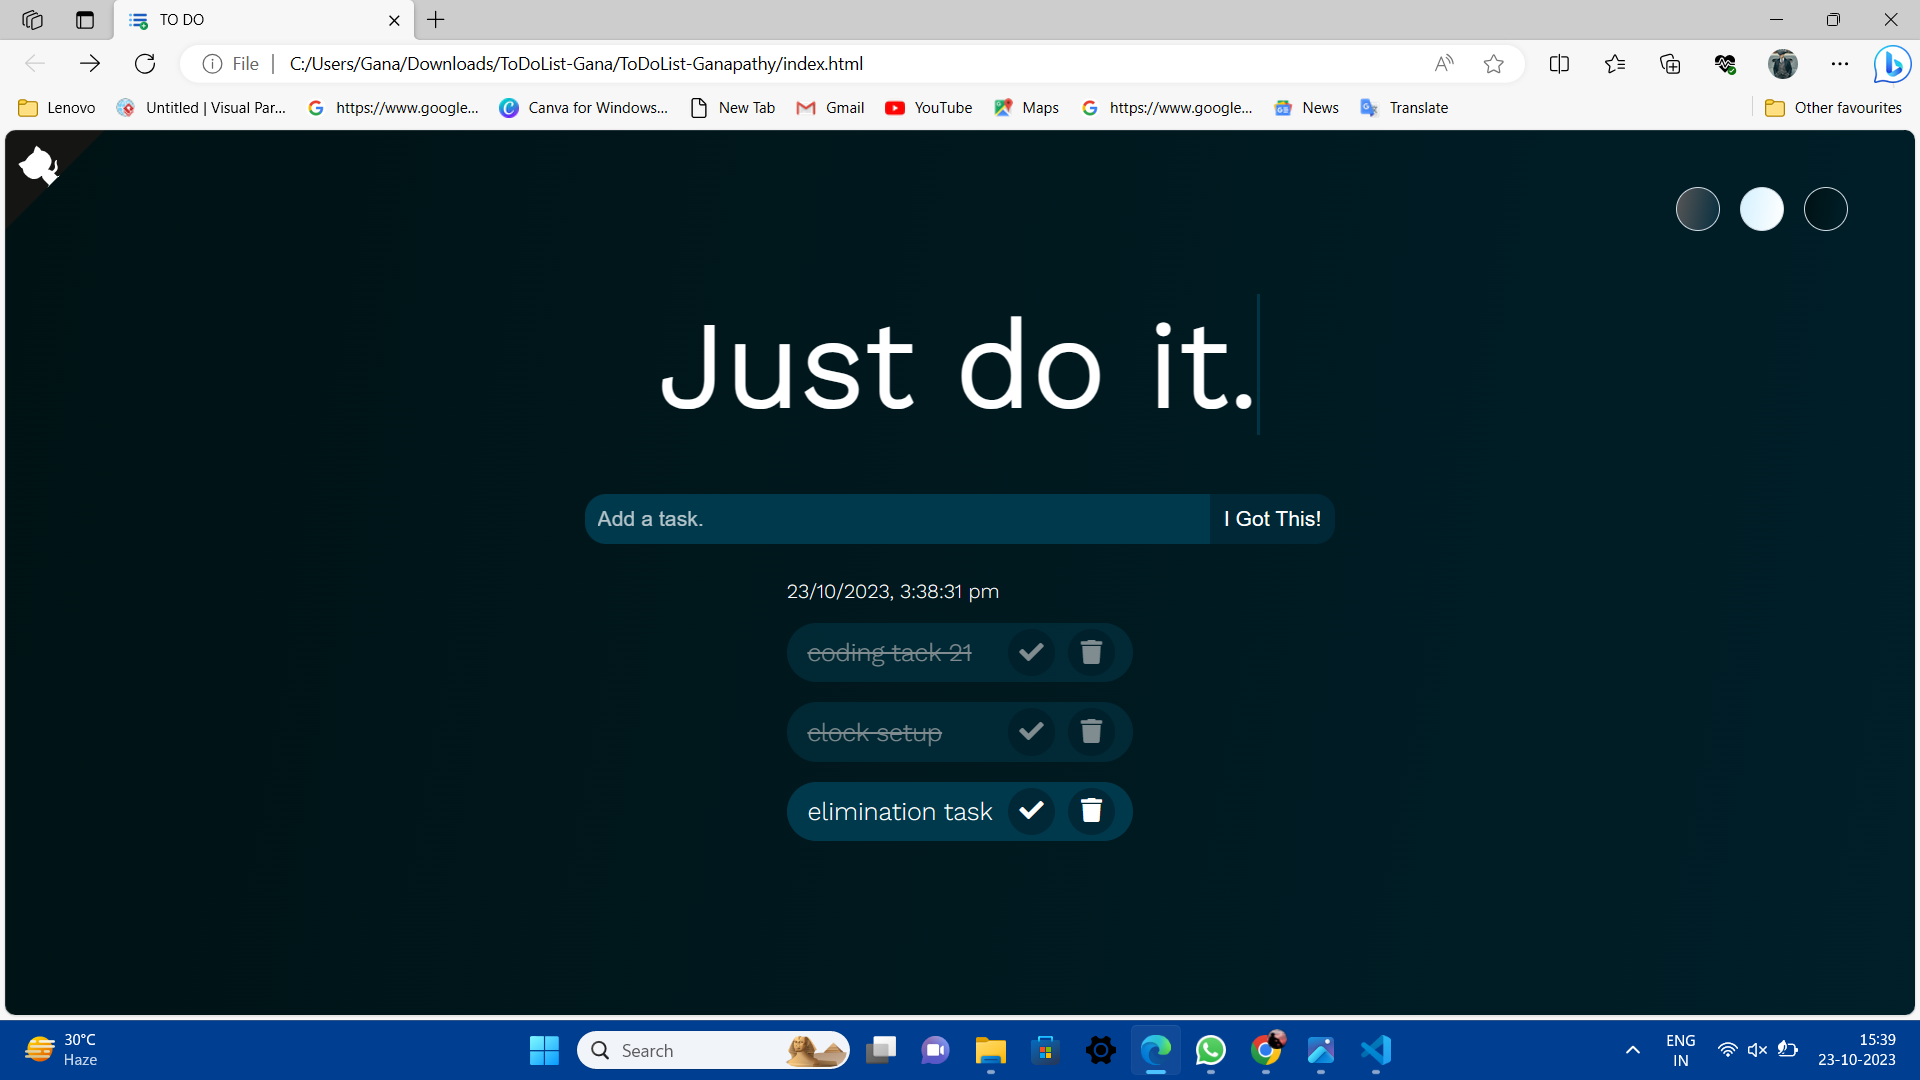 TO DO
File C:/Users/Gana/Downloads/ToDoList-Gana/ToDoList-Ganapathy/index.html
Lenovo Untitled | Visual Par... https://www.google... Canva for Windows... New Tab Gmail YouTube Maps https://www.google... News Translate Other favourites
Just do it.
Add a task. I Got This!
23/10/2023, 3:38:31 pm
coding tack 21
clock setup
elimination task
30°C
Haze
Search
ENG
IN
15:39
23-10-2023